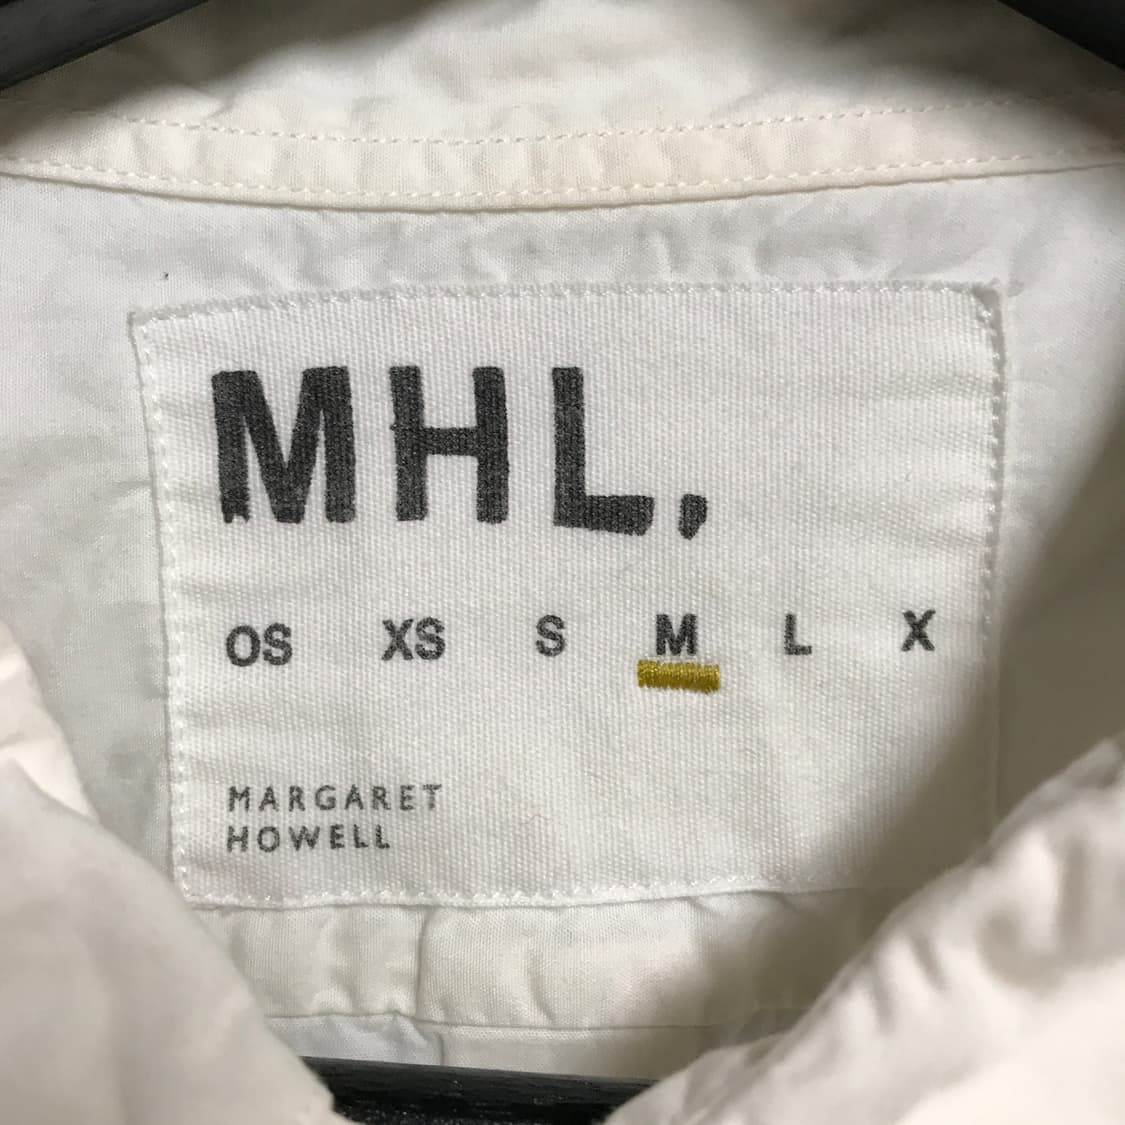 MHL.
OS XS S M L X
MARGARET
HOWELL